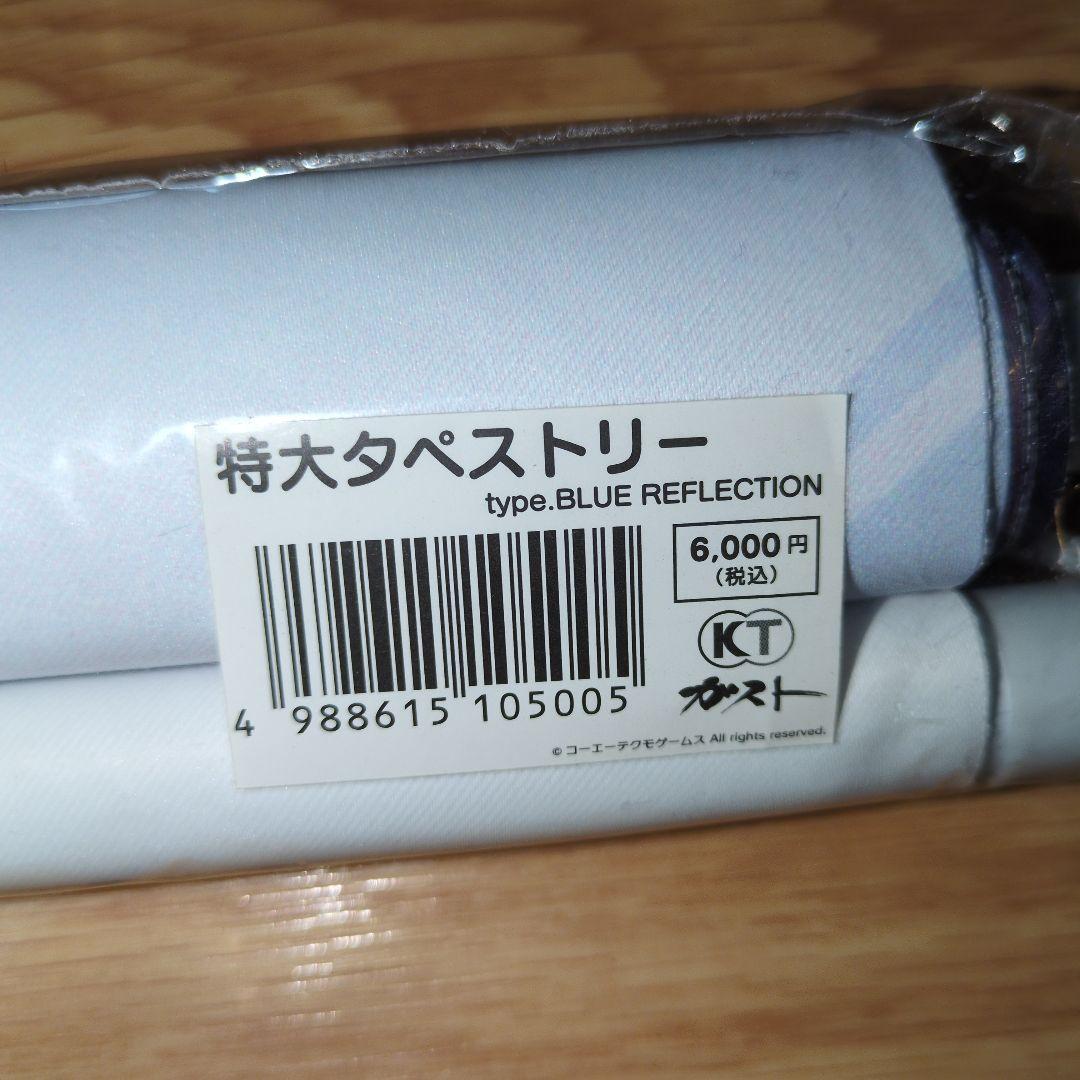 特大タペストリー
type.BLUE REFLECTION
6,000円
(税込)
KT
ガスト
4 988615 105005
© コーエーテクモゲームス All rights reserved.